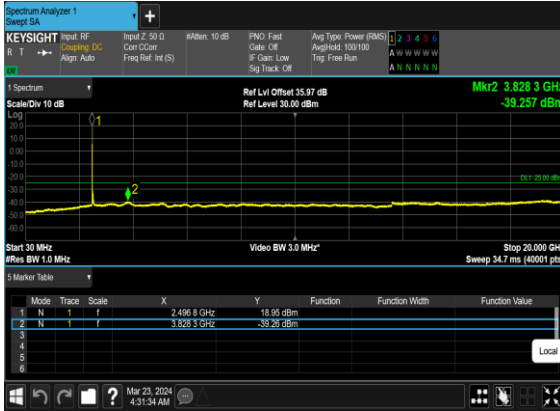 Spectrum Analyzer 1
Swept SA
+
KEYSIGHT
R T
Input: RF
Coupling: DC
Align: Auto
Input Z: 50 Ω
Corr CCorr
Freq Ref: Int (S)
#Atten: 10 dB
PNO: Fast
Gate: Off
IF Gain: Low
Sig Track: Off
Avg Type: Power (RMS)
Avg|Hold: 100/100
Trig: Free Run
1 2 3 4 5 6
A W W W W W
A N N N N N
1 Spectrum
Scale/Div 10 dB
Ref Lvl Offset 35.97 dB
Ref Level 30.00 dBm
Mkr2 3.828 3 GHz
-39.257 dBm
Log
20.0
10.0
0.00
-10.0
-20.0
-30.0
-40.0
-50.0
-60.0
1
2
DL1 -25.00 dBm
Start 30 MHz
#Res BW 1.0 MHz
Video BW 3.0 MHz*
Stop 20.000 GH
Sweep 34.7 ms (40001 pts
5 Marker Table
Mode Trace Scale X Y Function Function Width Function Value
1 N 1 f 2.496 8 GHz 18.95 dBm
2 N 1 f 3.828 3 GHz -39.26 dBm
3
4
5
6
Local
?
Mar 23, 2024
4:31:34 AM